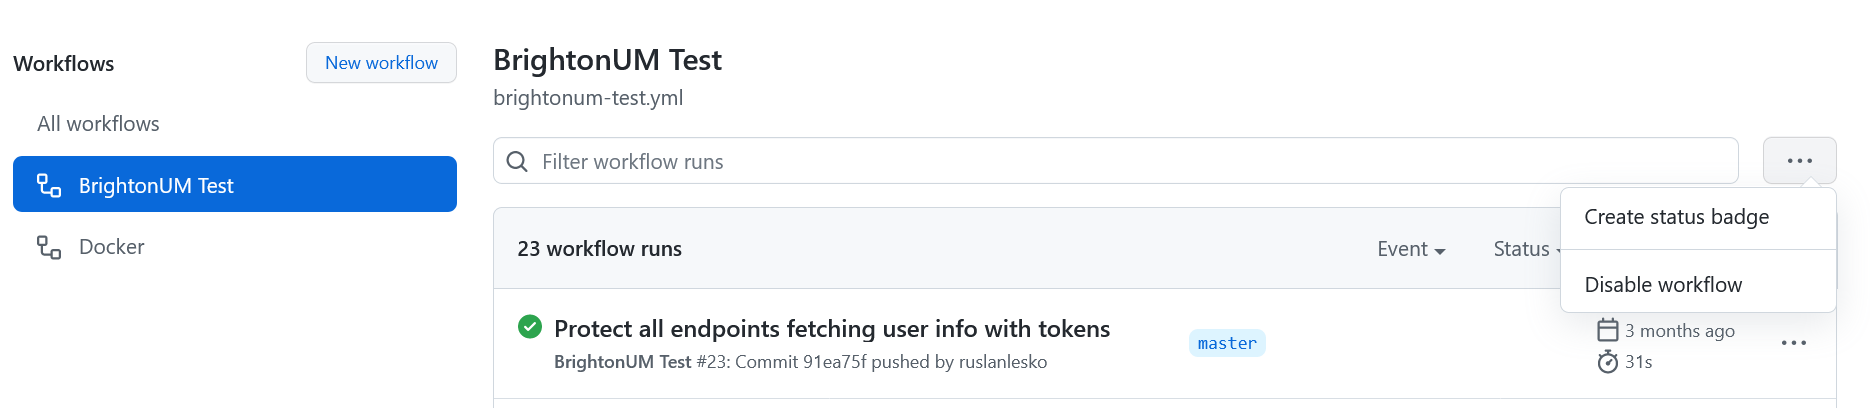 Workflows
New workflow
All workflows
BrightonUM Test
Docker
BrightonUM Test
brightonum-test.yml
Filter workflow runs
Create status badge
Disable workflow
23 workflow runs
Event
Status
Protect all endpoints fetching user info with tokens
BrightonUM Test #23: Commit 91ea75f pushed by ruslanlesko
master
3 months ago
31s